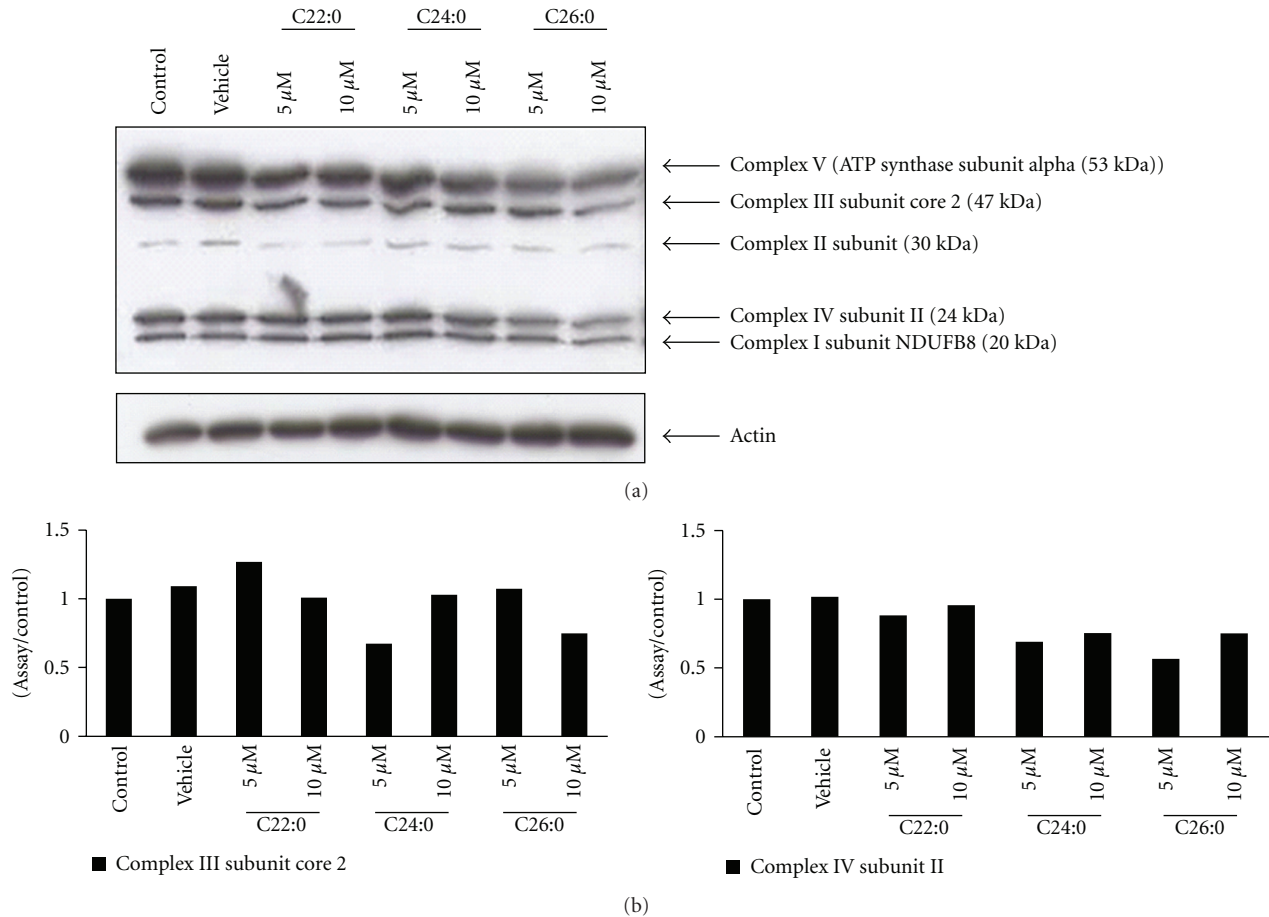 C22:0 C24:0 C26:0
Control Vehicle 5 µM 10 µM 5 µM 10 µM 5 µM 10 µM
Complex V (ATP synthase subunit alpha (53 kDa))
Complex III subunit core 2 (47 kDa)
Complex II subunit (30 kDa)
Complex IV subunit II (24 kDa)
Complex I subunit NDUFB8 (20 kDa)
Actin
(a)
(Assay/control)
1.5
1
0.5
0
Control Vehicle 5 µM 10 µM 5 µM 10 µM 5 µM 10 µM
C22:0 C24:0 C26:0
Complex III subunit core 2
(Assay/control)
1.5
1
0.5
0
Control Vehicle 5 µM 10 µM 5 µM 10 µM 5 µM 10 µM
C22:0 C24:0 C26:0
Complex IV subunit II
(b)